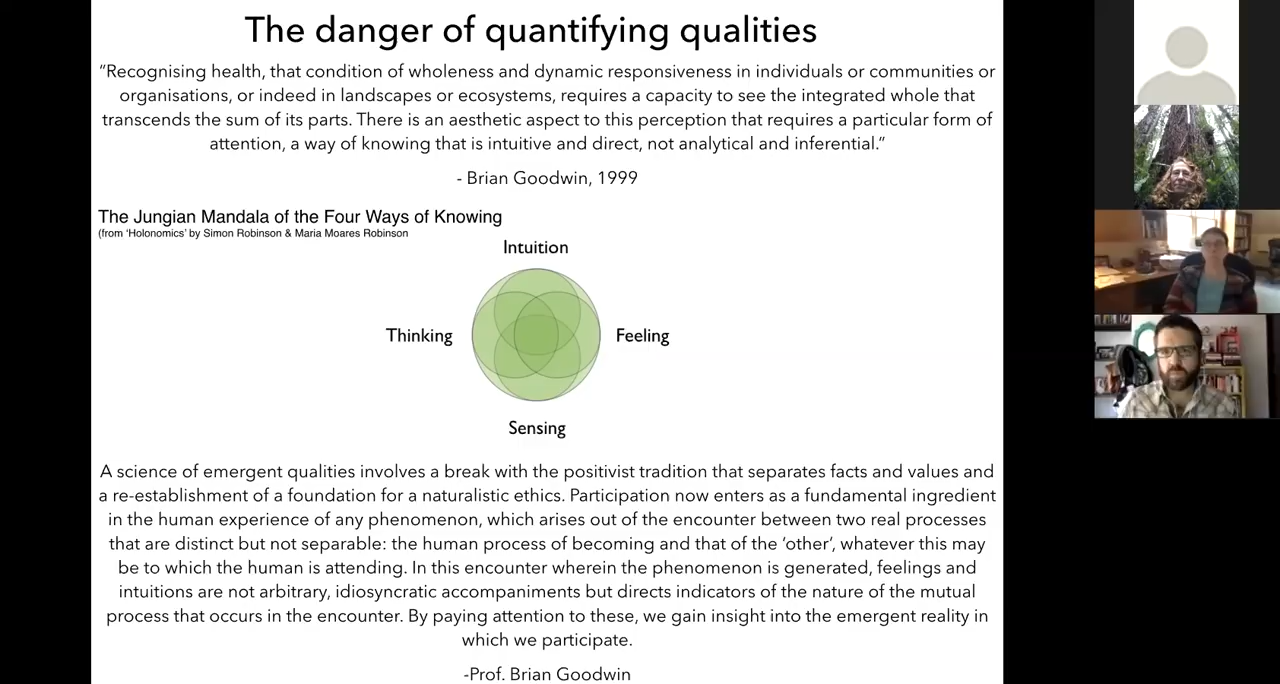 The danger of quantifying qualities
“Recognising health, that condition of wholeness and dynamic responsiveness in individuals or communities or
organisations, or indeed in landscapes or ecosystems, requires a capacity to see the integrated whole that
transcends the sum of its parts. There is an aesthetic aspect to this perception that requires a particular form of
attention, a way of knowing that is intuitive and direct, not analytical and inferential.”
- Brian Goodwin, 1999
The Jungian Mandala of the Four Ways of Knowing
(from ‘Holonomics’ by Simon Robinson & Maria Moares Robinson
Intuition
Thinking
Feeling
Sensing
A science of emergent qualities involves a break with the positivist tradition that separates facts and values and
a re-establishment of a foundation for a naturalistic ethics. Participation now enters as a fundamental ingredient
in the human experience of any phenomenon, which arises out of the encounter between two real processes
that are distinct but not separable: the human process of becoming and that of the ‘other’, whatever this may
be to which the human is attending. In this encounter wherein the phenomenon is generated, feelings and
intuitions are not arbitrary, idiosyncratic accompaniments but directs indicators of the nature of the mutual
process that occurs in the encounter. By paying attention to these, we gain insight into the emergent reality in
which we participate.
-Prof. Brian Goodwin